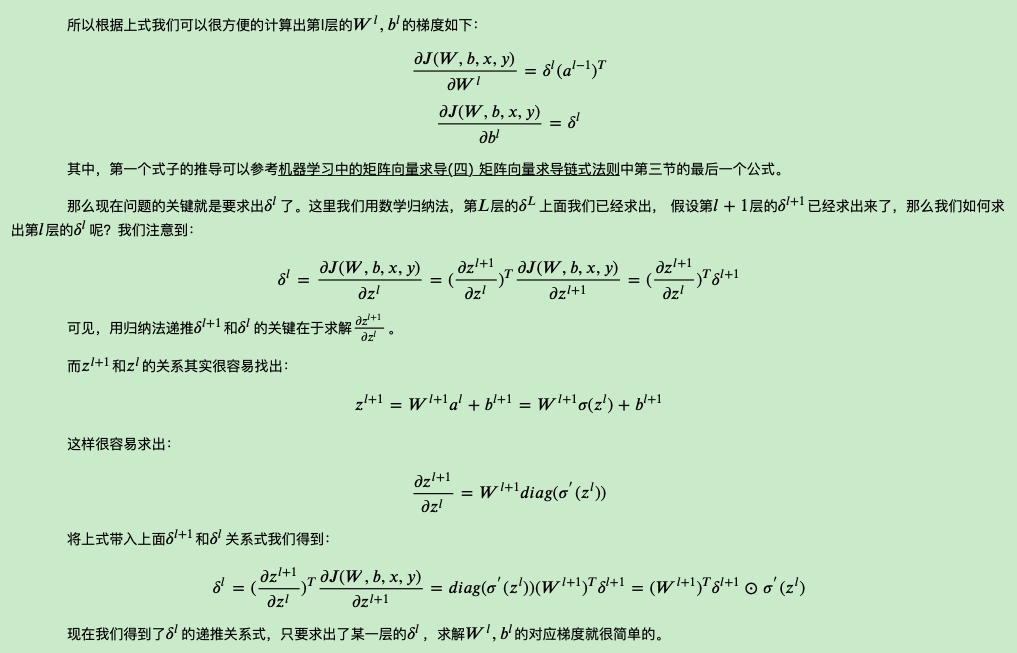 所以根据上式我们可以很方便的计算出第l层的$W^l, b^l$的梯度如下：
$$\frac{\partial J(W,b,x,y)}{\partial W^l} = \delta^l(a^{l-1})^T$$
$$\frac{\partial J(W,b,x,y)}{\partial b^l} = \delta^l$$
其中，第一个式子的推导可以参考机器学习中的矩阵向量求导(四) 矩阵向量求导链式法则中第三节的最后一个公式。
那么现在问题的关键就是要求出$\delta^l$了。这里我们用数学归纳法，第$L$层的$\delta^L$上面我们已经求出， 假设第$l+1$层的$\delta^{l+1}$已经求出来了，那么我们如何求
出第$l$层的$\delta^l$呢？我们注意到：
$$\delta^l = \frac{\partial J(W,b,x,y)}{\partial z^l} = (\frac{\partial z^{l+1}}{\partial z^l})^T\frac{\partial J(W,b,x,y)}{\partial z^{l+1}} = (\frac{\partial z^{l+1}}{\partial z^l})^T\delta^{l+1}$$
可见，用归纳法递推$\delta^{l+1}$和$\delta^l$的关键在于求解$\frac{\partial z^{l+1}}{\partial z^l}$。
而$z^{l+1}$和$z^l$的关系其实很容易找出：
$$z^{l+1} = W^{l+1}a^l + b^{l+1} = W^{l+1}\sigma(z^l) + b^{l+1}$$
这样很容易求出：
$$\frac{\partial z^{l+1}}{\partial z^l} = W^{l+1}diag(\sigma^{'}(z^l))$$
将上式带入上面$\delta^{l+1}$和$\delta^l$关系式我们得到：
$$\delta^l = (\frac{\partial z^{l+1}}{\partial z^l})^T\frac{\partial J(W,b,x,y)}{\partial z^{l+1}} = diag(\sigma^{'}(z^l))(W^{l+1})^T\delta^{l+1} = (W^{l+1})^T\delta^{l+1} \odot \sigma^{'}(z^l)$$
现在我们得到了$\delta^l$的递推关系式，只要求出了某一层的$\delta^l$，求解$W^l, b^l$的对应梯度就很简单的。